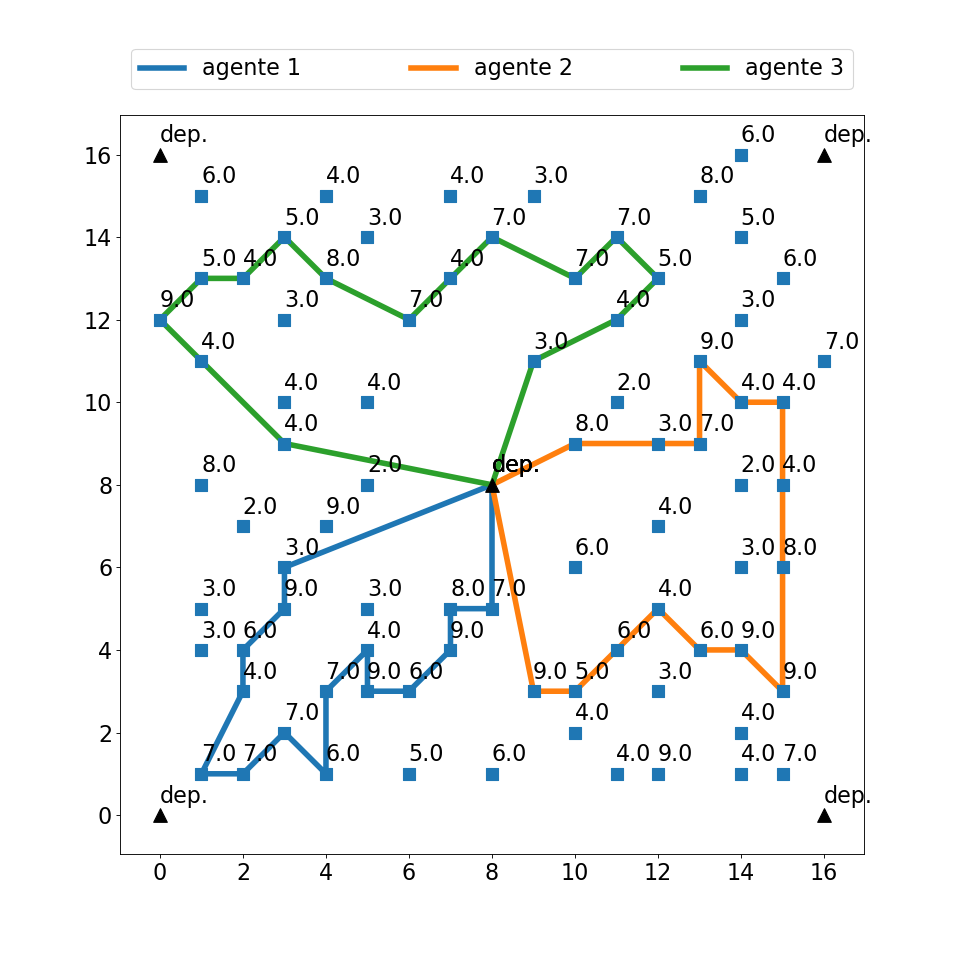 agente 1 agente 2 agente 3
dep. 6.0 dep.
16
6.0 4.0 4.0 3.0 8.0
5.0 3.0 7.0 7.0 5.0
14
5.0 4.0 8.0 4.0 7.0 5.0 6.0
9.0 3.0 7.0 4.0 3.0
12
4.0 3.0 9.0 7.0
4.0 4.0 2.0 4.0 4.0
10
4.0 8.0 3.0 7.0
8.0 2.0 dep. 2.0 4.0
8
2.0 9.0 4.0
3.0 6.0 3.0 8.0
6
3.0 9.0 3.0 8.0 7.0 4.0
3.0 6.0 4.0 9.0 6.0 6.0 9.0
4
4.0 7.0 9.0 6.0 9.0 5.0 3.0 9.0
7.0 4.0 4.0
2
7.0 7.0 6.0 5.0 6.0 4.0 9.0 4.0 7.0
dep. dep.
0
0 2 4 6 8 10 12 14 16